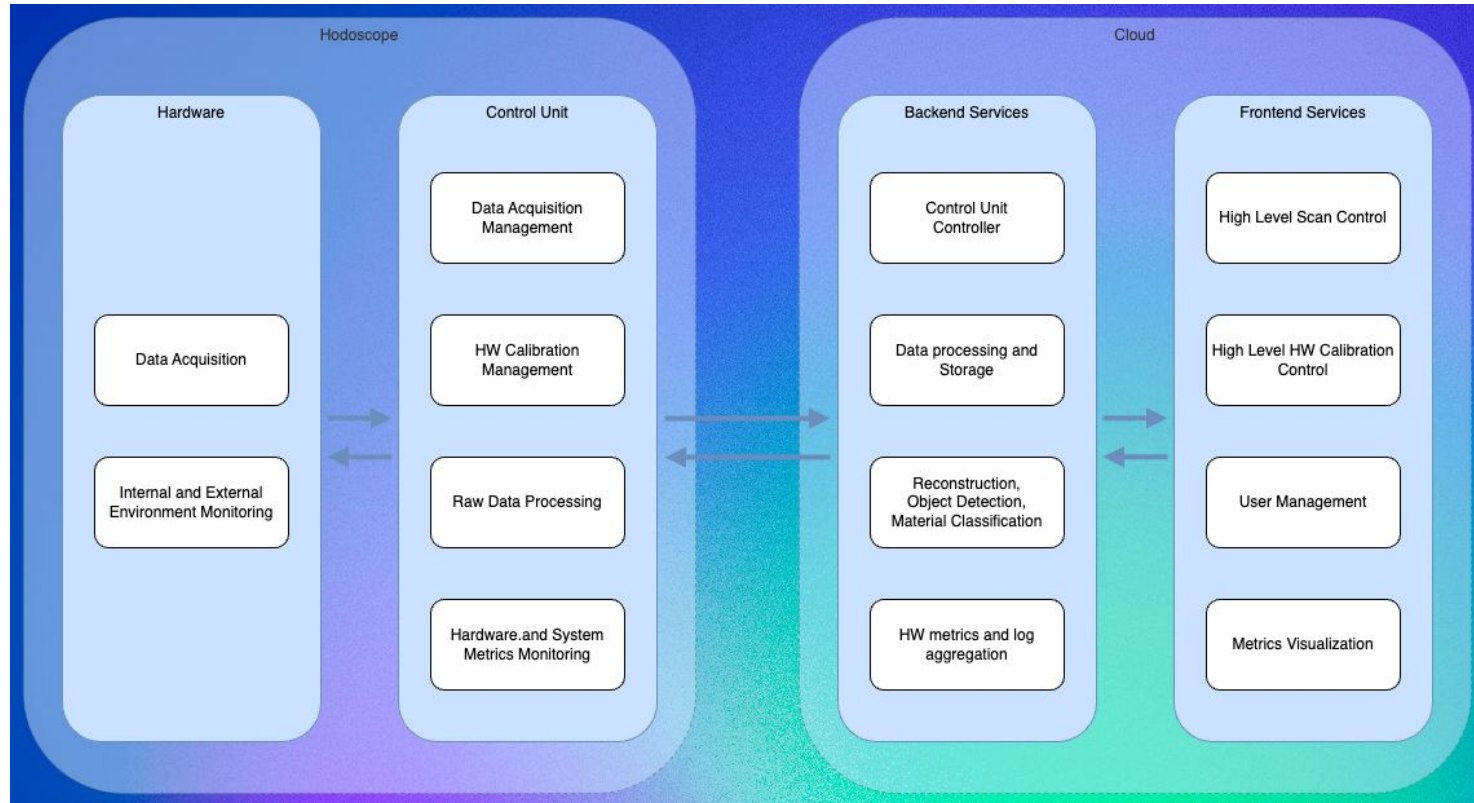 Hodoscope
Hardware
Data Acquisition
Internal and External
Environment Monitoring
Control Unit
Data Acquisition
Management
HW Calibration
Management
Raw Data Processing
Hardware.and System
Metrics Monitoring
Cloud
Backend Services
Control Unit
Controller
Data processing and
Storage
Reconstruction,
Object Detection,
Material Classification
HW metrics and log
aggregation
Frontend Services
High Level Scan Control
High Level HW Calibration
Control
User Management
Metrics Visualization